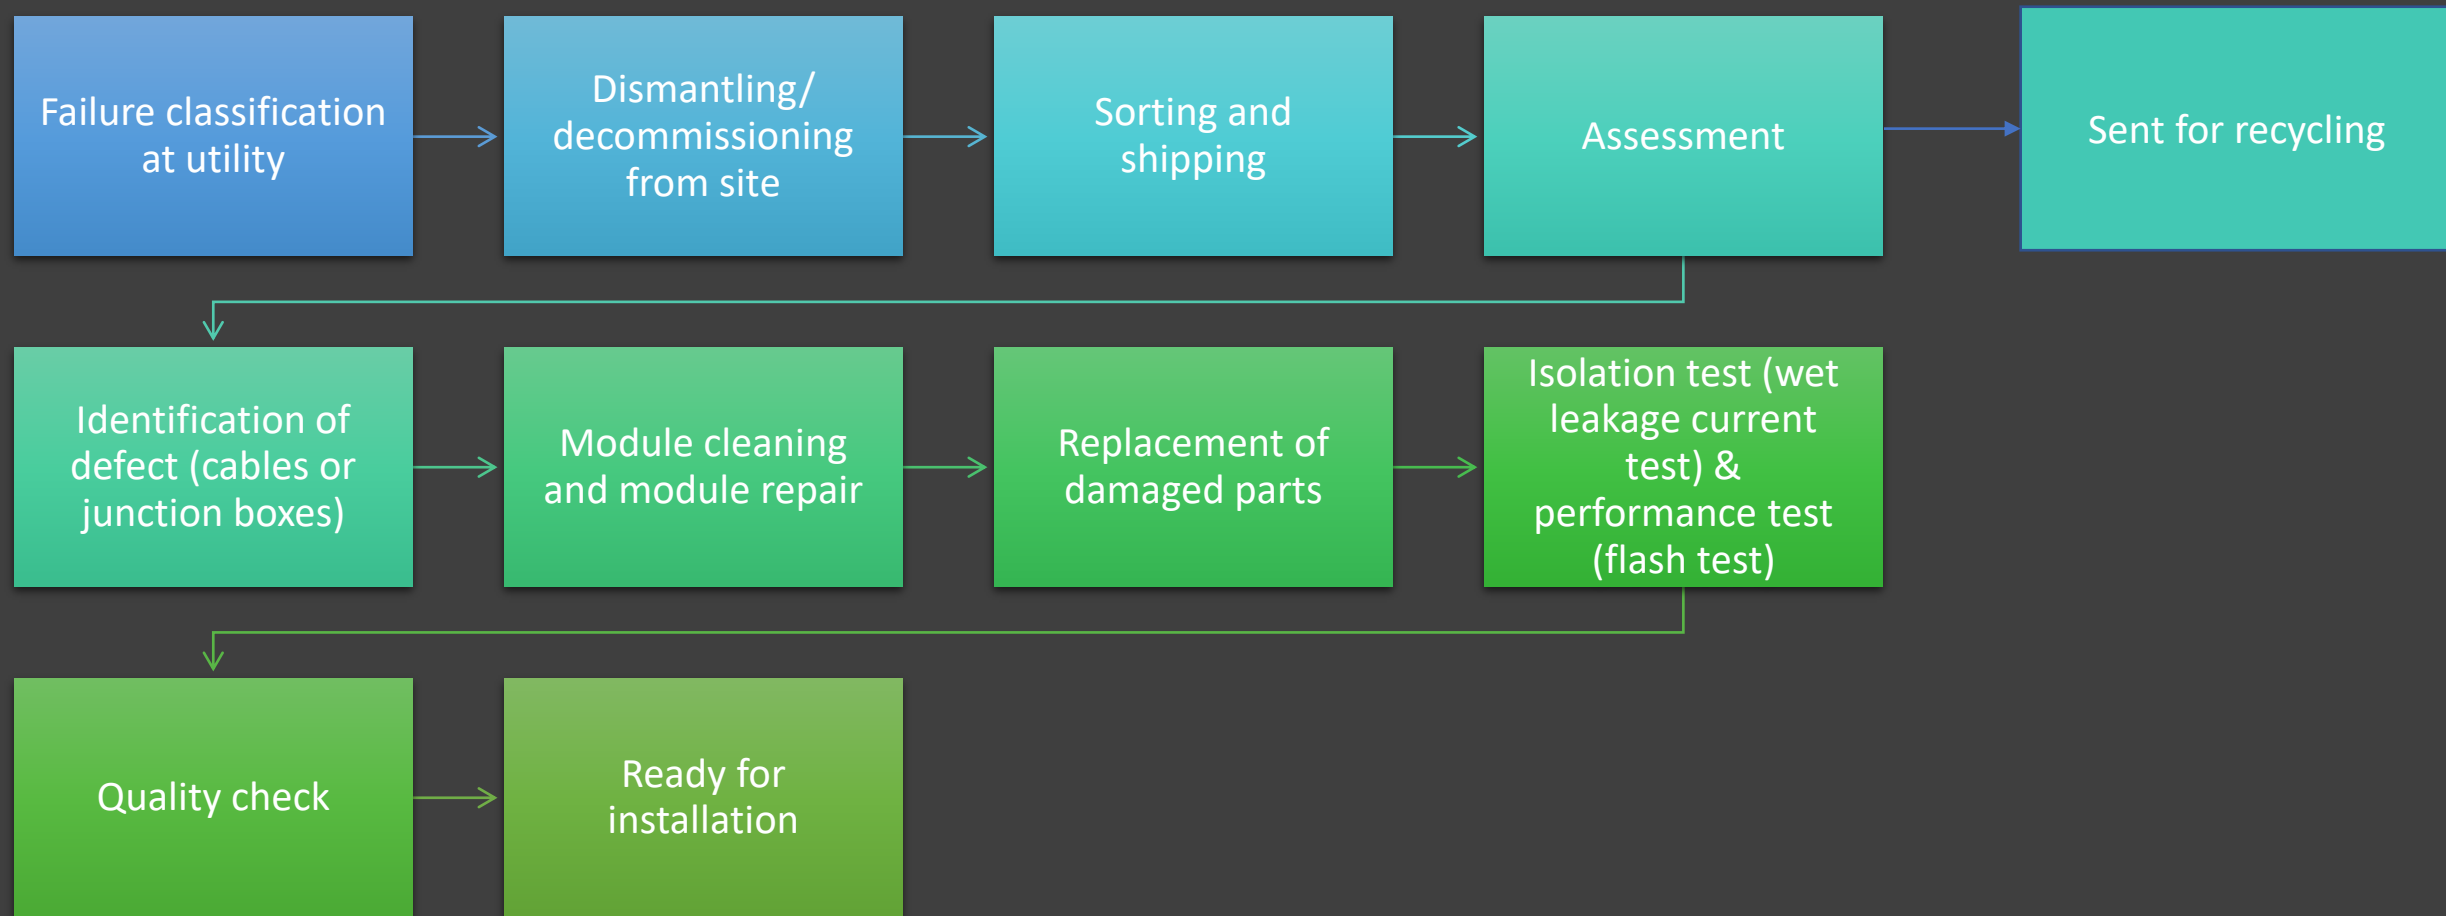 Failure classification
at utility
Dismantling/
decommissioning
from site
Sorting and
shipping
Assessment
Sent for recycling
Identification of
defect (cables or
junction boxes)
Module cleaning
and module repair
Replacement of
damaged parts
Isolation test (wet
leakage current
test) &
performance test
(flash test)
Quality check
Ready for
installation